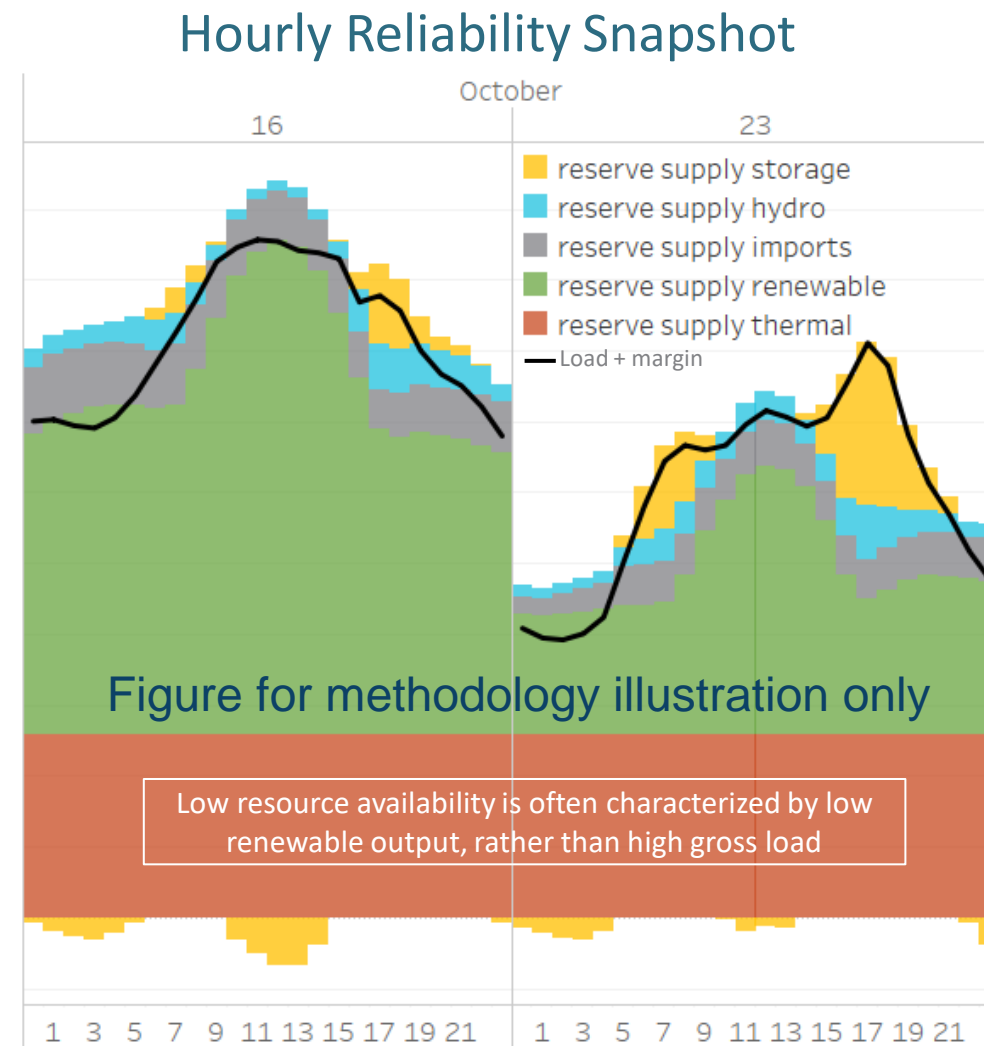 Hourly Reliability Snapshot
October
16
23
reserve supply storage
reserve supply hydro
reserve supply imports
reserve supply renewable
reserve supply thermal
Load + margin
Figure for methodology illustration only
Low resource availability is often characterized by low
renewable output, rather than high gross load
1 3 5 7 9 11 13 15 17 19 21 1 3 5 7 9 11 13 15 17 19 21